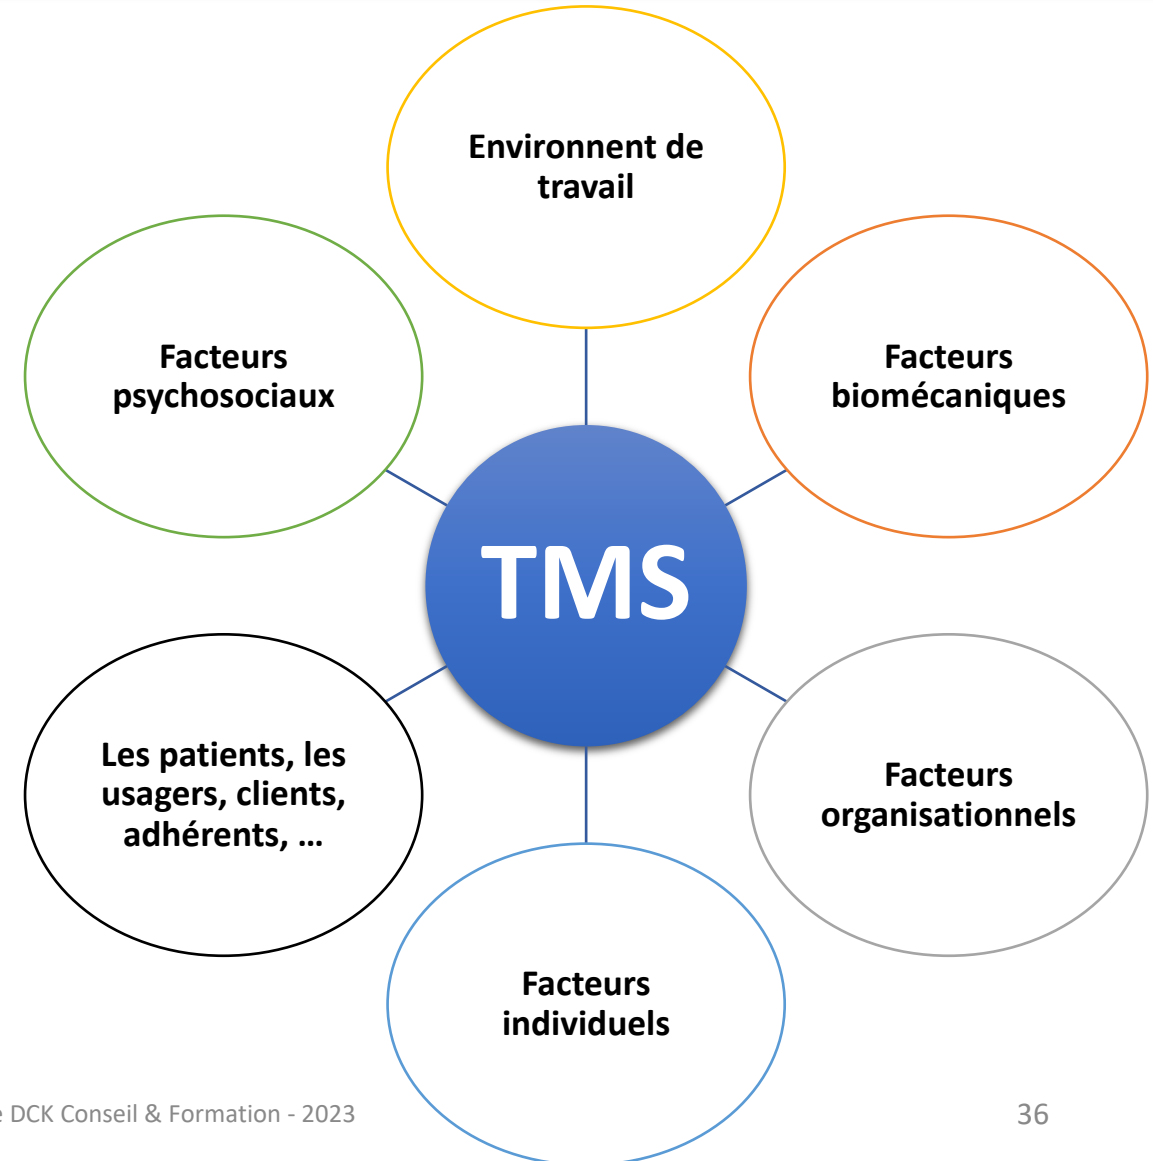 Environnent de
travail
Facteurs
psychosociaux
Facteurs
biomécaniques
TMS
Les patients, les
usagers, clients,
adhérents, ...
Facteurs
organisationnels
Facteurs
individuels
DCK Conseil & Formation - 2023
36